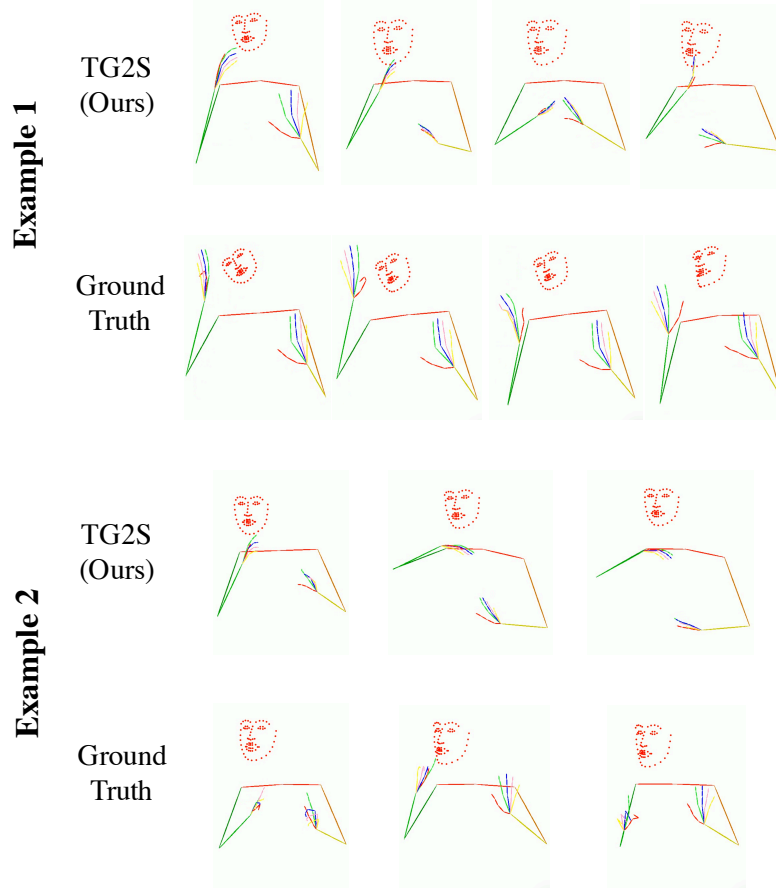 Example 1
TG2S
(Ours)
Ground
Truth
Example 2
TG2S
(Ours)
Ground
Truth